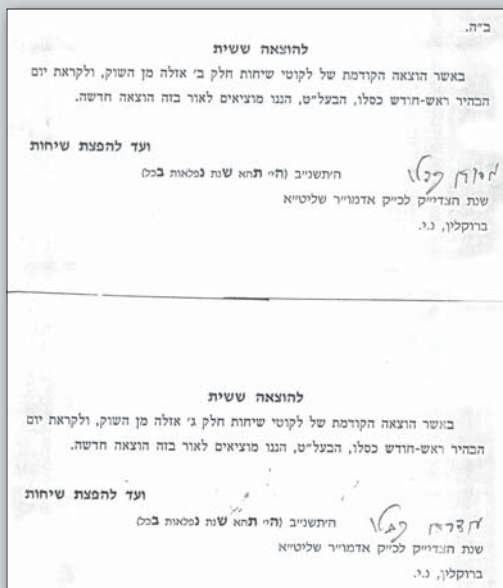 ב"ה.
להוצאה ששית
באשר הוצאה הקודמת של לקוטי שיחות חלק ב' אזלה מן השוק, ולקראת יום
הבהיר ראש-חודש כסלו, הבעל"ט, הננו מוציאים לאור בזה הוצאה חדשה.
ועד להפצת שיחות
ה'תשנ"ב (הי' תהא שנת נפלאות בכל)
שנת הצדי"ק לכ"ק אדמו"ר שליט"א
ברוקלין, נ.י.
להוצאה ששית
באשר הוצאה הקודמת של לקוטי שיחות חלק ג' אזלה מן השוק, ולקראת יום
הבהיר ראש-חודש כסלו, הבעל"ט, הננו מוציאים לאור בזה הוצאה חדשה.
ועד להפצת שיחות
ה'תשנ"ב (הי' תהא שנת נפלאות בכל)
שנת הצדי"ק לכ"ק אדמו"ר שליט"א
ברוקלין, נ.י.